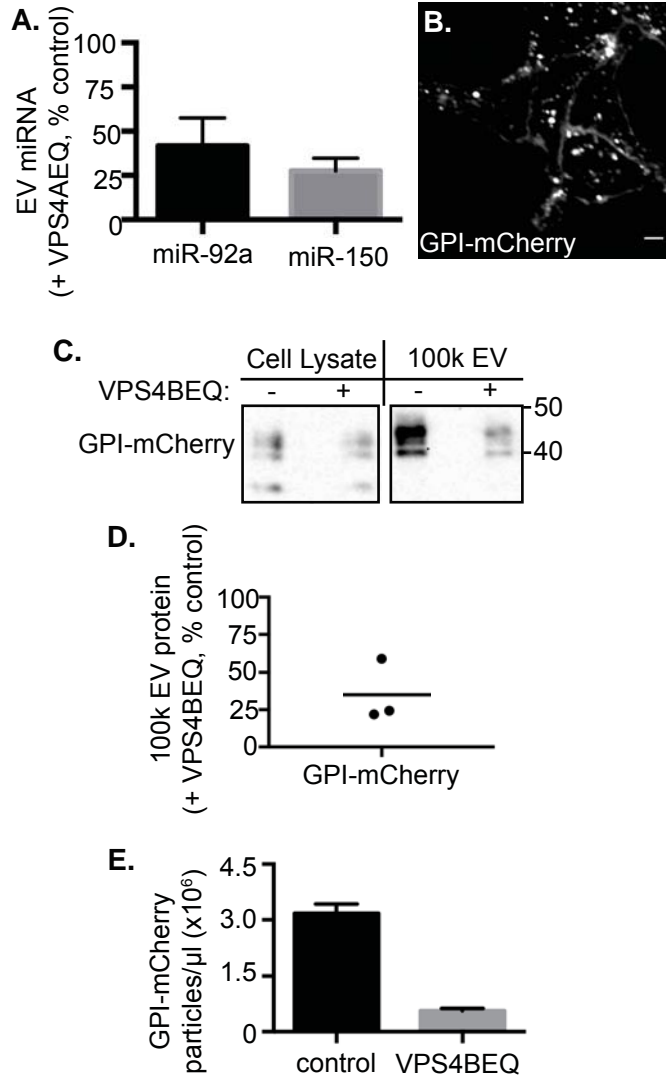 A.
EV miRNA
(+ VPS4AEQ, % control)
100
75
50
25
0
miR-92a
miR-150
B.
GPI-mCherry
C.
Cell Lysate
100k EV
VPS4BEQ:
-
+
-
+
GPI-mCherry
50
40
D.
100k EV protein
(+ VPS4BEQ, % control)
100
75
50
25
0
GPI-mCherry
E.
GPI-mCherry
particles/µl (x10⁶)
4.5
3.0
1.5
0
control
VPS4BEQ